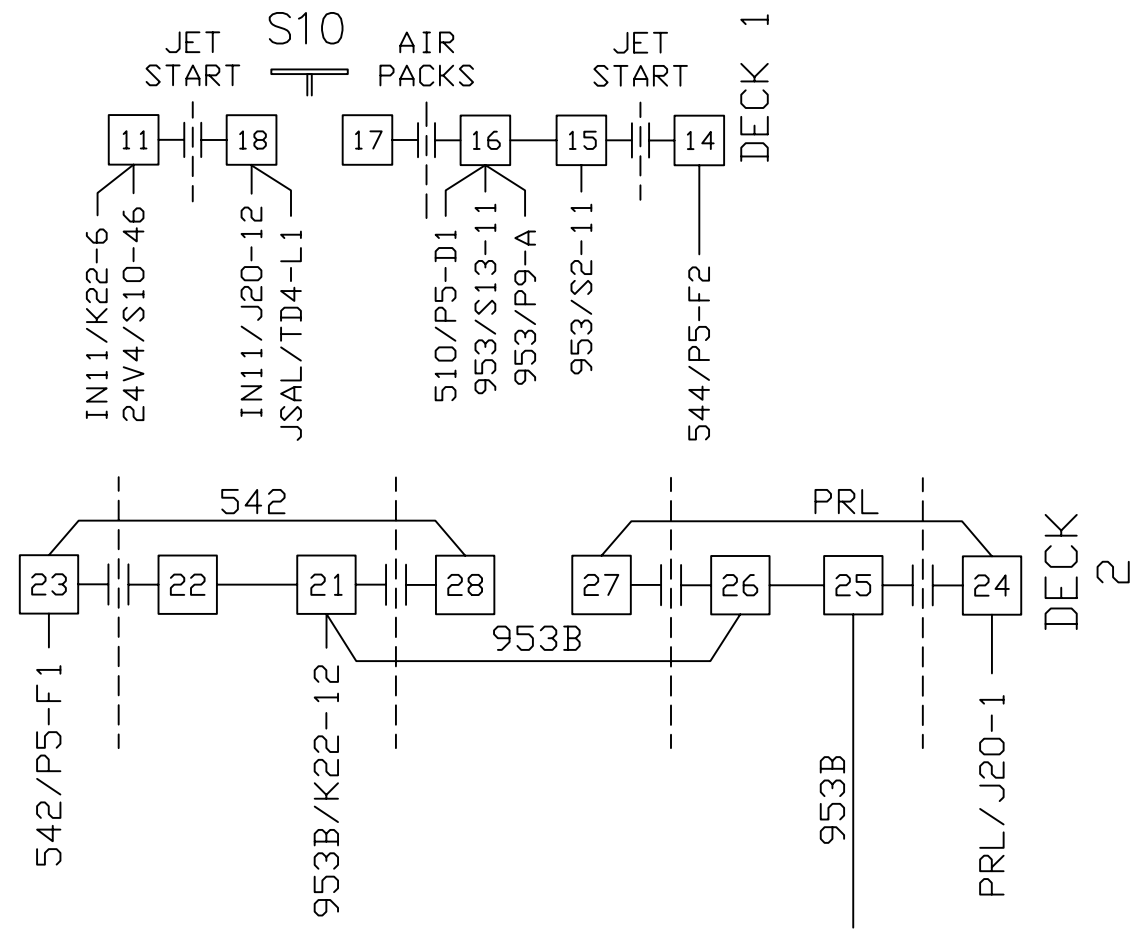 S10
JET
START
AIR
PACKS
JET
START
DECK 1
11
18
17
16
15
14
IN11/K22-6
24V4/S10-46
IN11/J20-12
JSAL/TD4-L1
510/P5-D1
953/S13-11
953/P9-A
953/S2-11
544/P5-F2
542
PRL
DECK
2
23
22
21
28
27
26
25
24
953B
542/P5-F1
953B/K22-12
953B
PRL/J20-1